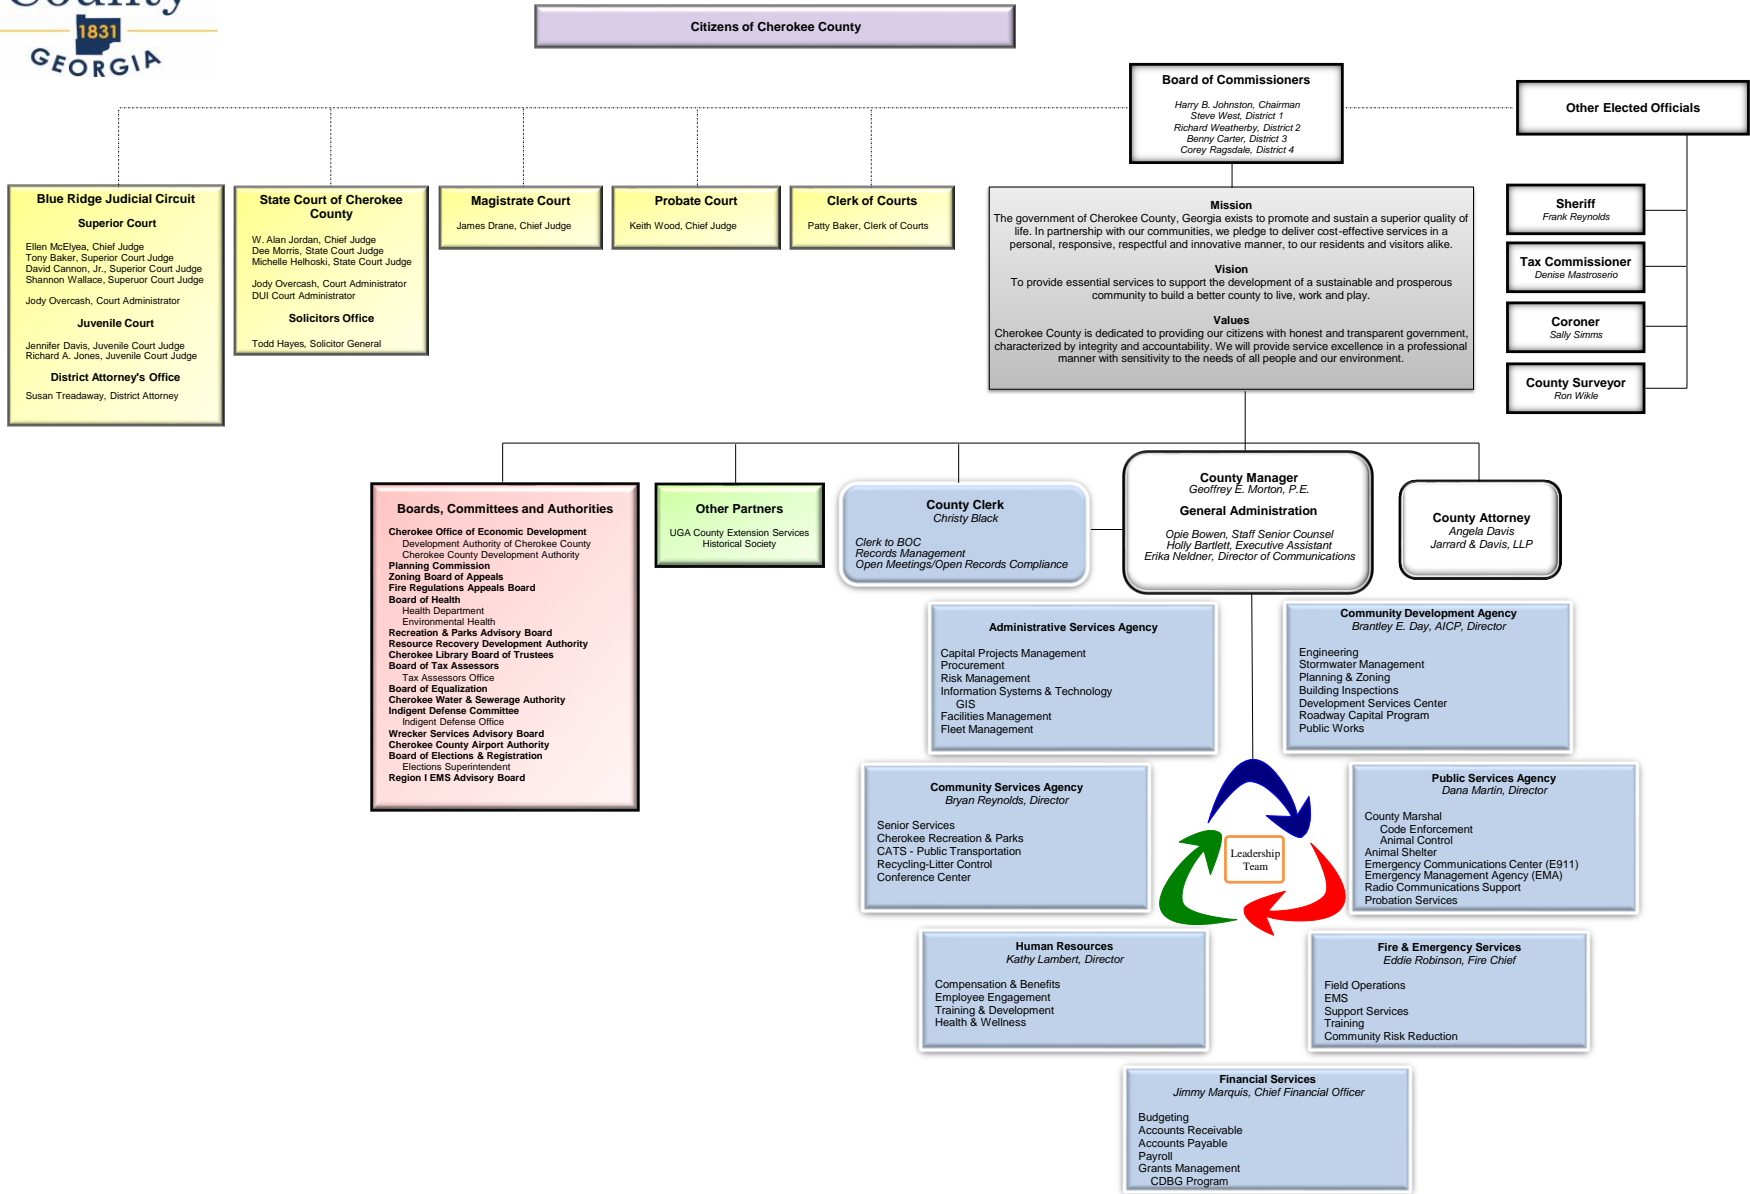 County
1831
GEORGIA
Citizens of Cherokee County
Board of Commissioners
Harry B. Johnston, Chairman
Steve West, District 1
Richard Weatherby, District 2
Benny Carter, District 3
Corey Ragsdale, District 4
Other Elected Officials
Blue Ridge Judicial Circuit
Superior Court
Ellen McElyea, Chief Judge
Tony Baker, Superior Court Judge
David Cannon, Jr., Superior Court Judge
Shannon Wallace, Superuor Court Judge
Jody Overcash, Court Administrator
Juvenile Court
Jennifer Davis, Juvenile Court Judge
Richard A. Jones, Juvenile Court Judge
District Attorney's Office
Susan Treadaway, District Attorney
State Court of Cherokee
County
W. Alan Jordan, Chief Judge
Dee Morris, State Court Judge
Michelle Helhoski, State Court Judge
Jody Overcash, Court Administrator
DUI Court Administrator
Solicitors Office
Todd Hayes, Solicitor General
Magistrate Court
James Drane, Chief Judge
Probate Court
Keith Wood, Chief Judge
Clerk of Courts
Patty Baker, Clerk of Courts
Mission
The government of Cherokee County, Georgia exists to promote and sustain a superior quality of
life. In partnership with our communities, we pledge to deliver cost-effective services in a
personal, responsive, respectful and innovative manner, to our residents and visitors alike.
Vision
To provide essential services to support the development of a sustainable and prosperous
community to build a better county to live, work and play.
Values
Cherokee County is dedicated to providing our citizens with honest and transparent government,
characterized by integrity and accountability. We will provide service excellence in a professional
manner with sensitivity to the needs of all people and our environment.
Sheriff
Frank Reynolds
Tax Commissioner
Denise Mastroserio
Coroner
Sally Simms
County Surveyor
Ron Wikle
Boards, Committees and Authorities
Cherokee Office of Economic Development
Development Authority of Cherokee County
Cherokee County Development Authority
Planning Commission
Zoning Board of Appeals
Fire Regulations Appeals Board
Board of Health
Health Department
Environmental Health
Recreation & Parks Advisory Board
Resource Recovery Development Authority
Cherokee Library Board of Trustees
Board of Tax Assessors
Tax Assessors Office
Board of Equalization
Cherokee Water & Sewerage Authority
Indigent Defense Committee
Indigent Defense Office
Wrecker Services Advisory Board
Cherokee County Airport Authority
Board of Elections & Registration
Elections Superintendent
Region I EMS Advisory Board
Other Partners
UGA County Extension Services
Historical Society
County Clerk
Christy Black
Clerk to BOC
Records Management
Open Meetings/Open Records Compliance
County Manager
Geoffrey E. Morton, P.E.
General Administration
Opie Bowen, Staff Senior Counsel
Holly Bartlett, Executive Assistant
Erika Neldner, Director of Communications
County Attorney
Angela Davis
Jarrard & Davis, LLP
Administrative Services Agency
Capital Projects Management
Procurement
Risk Management
Information Systems & Technology
GIS
Facilities Management
Fleet Management
Community Development Agency
Brantley E. Day, AICP, Director
Engineering
Stormwater Management
Planning & Zoning
Building Inspections
Development Services Center
Roadway Capital Program
Public Works
Community Services Agency
Bryan Reynolds, Director
Senior Services
Cherokee Recreation & Parks
CATS - Public Transportation
Recycling-Litter Control
Conference Center
Leadership
Team
Public Services Agency
Dana Martin, Director
County Marshal
Code Enforcement
Animal Control
Animal Shelter
Emergency Communications Center (E911)
Emergency Management Agency (EMA)
Radio Communications Support
Probation Services
Human Resources
Kathy Lambert, Director
Compensation & Benefits
Employee Engagement
Training & Development
Health & Wellness
Fire & Emergency Services
Eddie Robinson, Fire Chief
Field Operations
EMS
Support Services
Training
Community Risk Reduction
Financial Services
Jimmy Marquis, Chief Financial Officer
Budgeting
Accounts Receivable
Accounts Payable
Payroll
Grants Management
CDBG Program